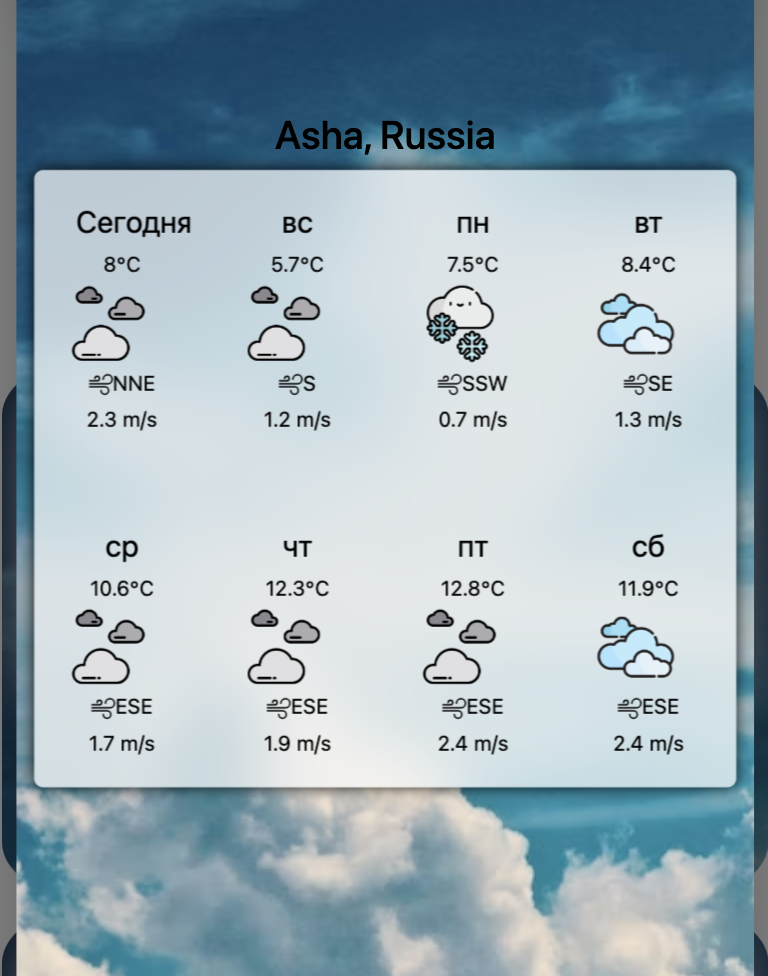 Asha, Russia
Сегодня вс пн вт
8°C 5.7°C 7.5°C 8.4°C
NNE S SSW SE
2.3 m/s 1.2 m/s 0.7 m/s 1.3 m/s
ср чт пт сб
10.6°C 12.3°C 12.8°C 11.9°C
ESE ESE ESE ESE
1.7 m/s 1.9 m/s 2.4 m/s 2.4 m/s